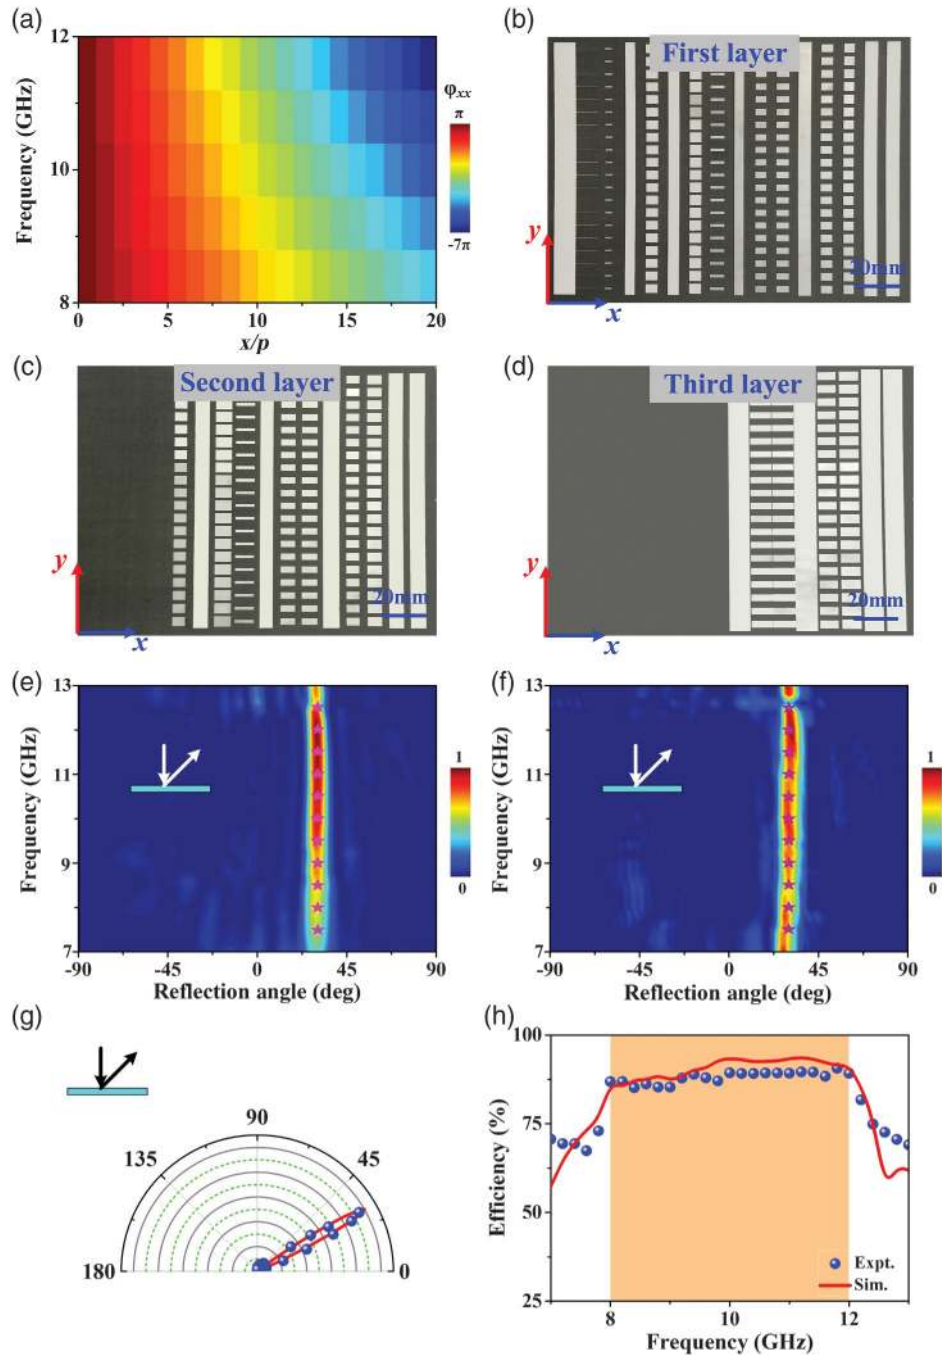 (a)
12
10
8
Frequency (GHz)
0
5
10
15
20
x/p
φxx
π
-7π
(b)
First layer
y
x
20mm
(c)
Second layer
y
x
20mm
(d)
Third layer
y
x
20mm
(e)
13
11
9
7
Frequency (GHz)
-90
-45
0
45
90
Reflection angle (deg)
1
0
(f)
13
11
9
7
Frequency (GHz)
-90
-45
0
45
90
Reflection angle (deg)
1
0
(g)
90
135
45
180
0
(h)
100
75
50
25
Efficiency (%)
8
10
12
Frequency (GHz)
Expt.
Sim.